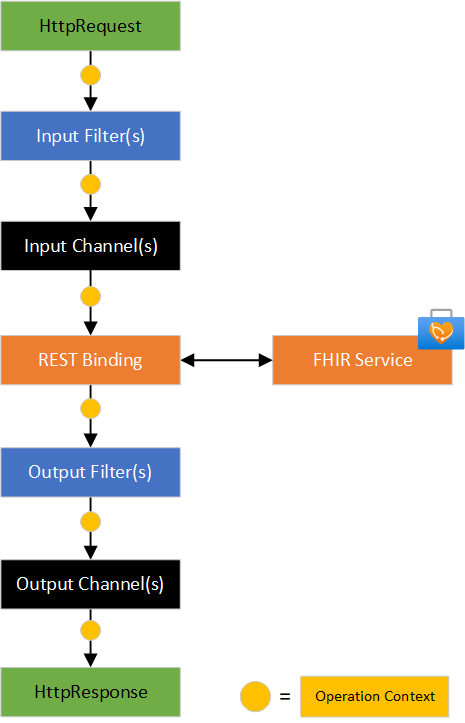 HttpRequest
Input Filter(s)
Input Channel(s)
REST Binding
FHIR Service
Output Filter(s)
Output Channel(s)
HttpResponse
= Operation Context